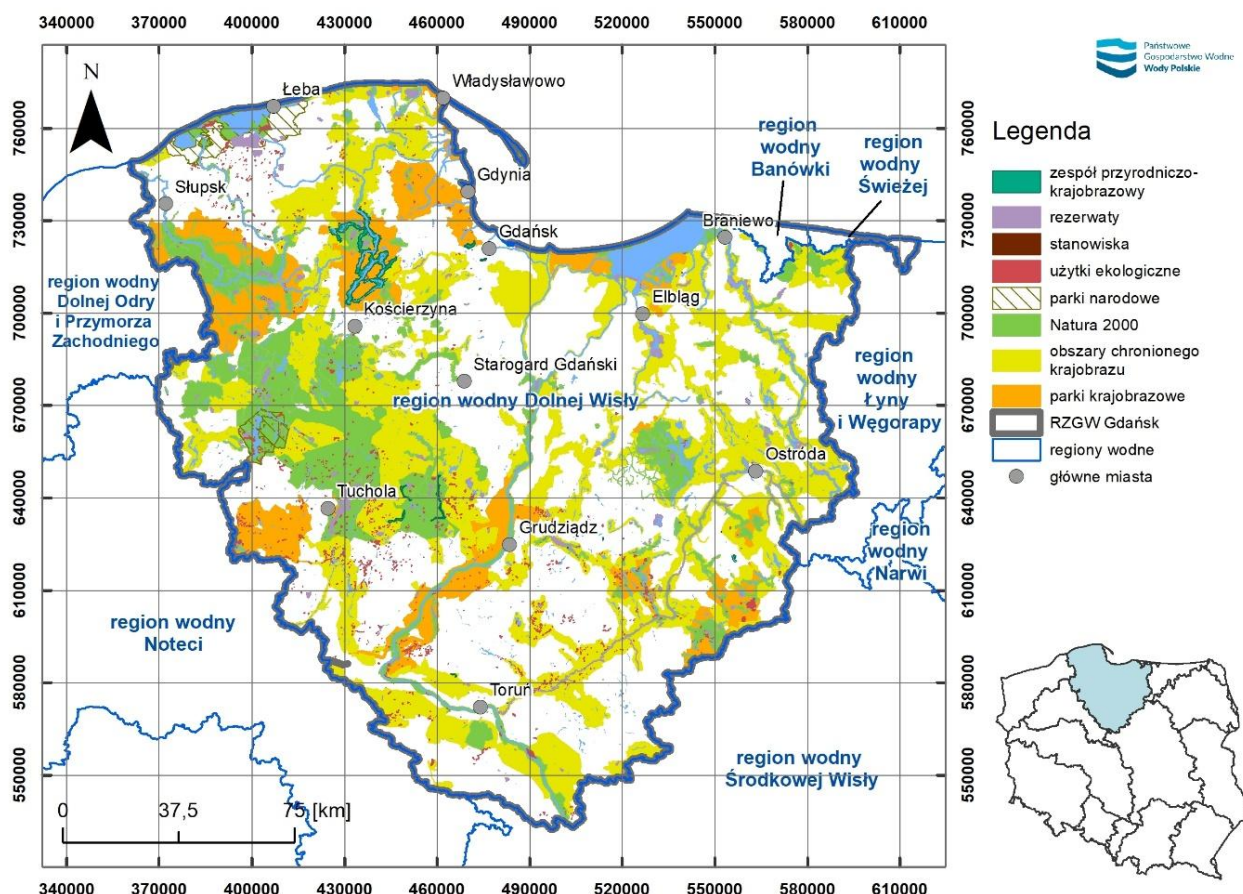 340000 370000 400000 430000 460000 490000 520000 550000 580000 610000
Państwowe
Gospodarstwo Wodne
Wody Polskie
N
Łeba
Władysławowo
Słupsk
Gdynia
Gdańsk
Braniewo
region
wodny
Banówki
region
wodny
Świeżej
region wodny
Dolnej Odry
i Przymorza
Zachodniego
Kościerzyna
Elbląg
Starogard Gdański
region wodny Dolnej Wisły
region
wodny
Łyny
i Węgorapy
Ostróda
Tuchola
Grudziądz
region
wodny
Narwi
region wodny
Noteci
Toruń
region wodny
Środkowej Wisły
0 37,5 75 [km]
760000
730000
700000
670000
640000
610000
580000
550000
760000
730000
700000
670000
640000
610000
580000
550000
340000 370000 400000 430000 460000 490000 520000 550000 580000 610000
Legenda
zespół przyrodniczo-
krajobrazowy
rezerwaty
stanowiska
użytki ekologiczne
parki narodowe
Natura 2000
obszary chronionego
krajobrazu
parki krajobrazowe
RZGW Gdańsk
regiony wodne
główne miasta